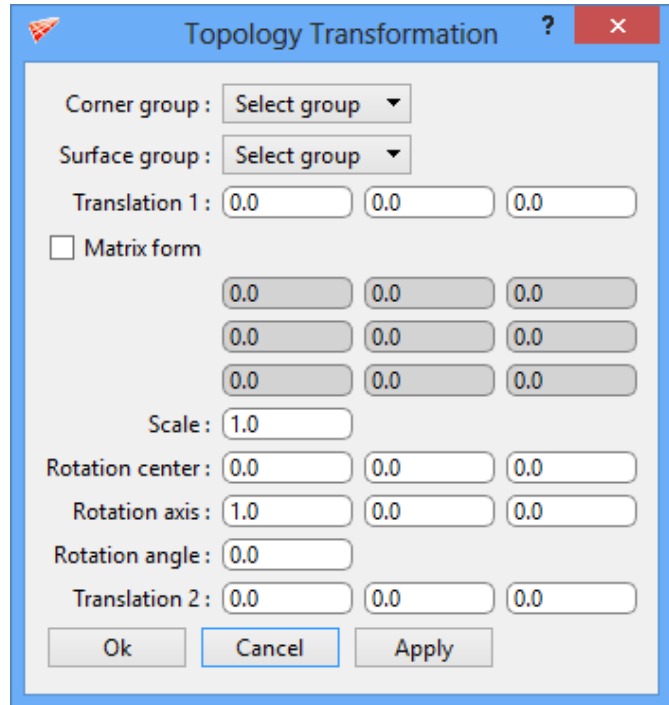 Topology Transformation ? ×
Corner group : Select group
Surface group : Select group
Translation 1 : 0.0 0.0 0.0
Matrix form
0.0 0.0 0.0
0.0 0.0 0.0
0.0 0.0 0.0
Scale : 1.0
Rotation center : 0.0 0.0 0.0
Rotation axis : 1.0 0.0 0.0
Rotation angle : 0.0
Translation 2 : 0.0 0.0 0.0
Ok Cancel Apply